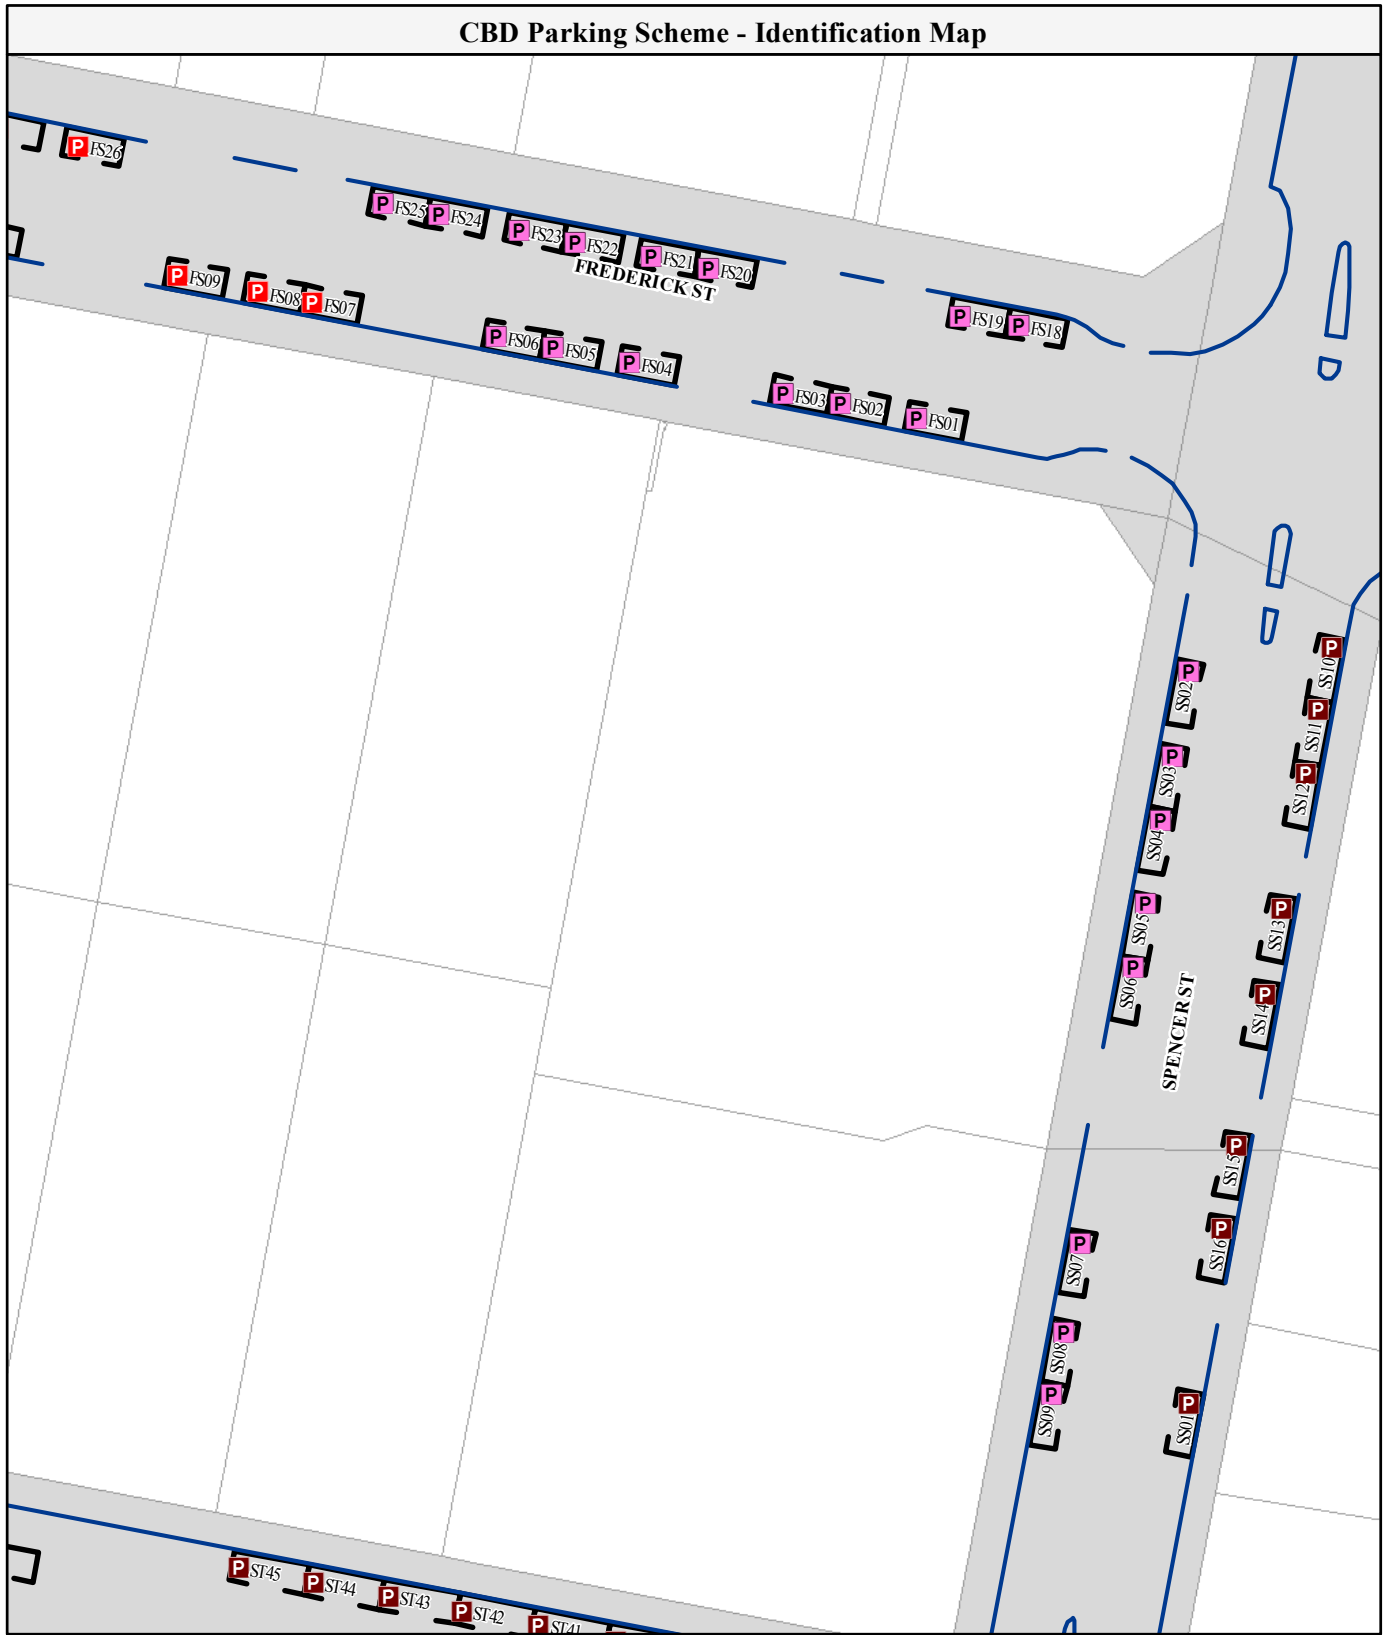 CBD Parking Scheme - Identification Map
P FS26
P FS25 P FS24
P FS23 P FS22
P FS21 P FS20
FREDERICK ST
P FS09
P FS08 P FS07
P FS19 P FS18
P FS06 P FS05
P FS04
P FS03 P FS02
P FS01
P SS10
P SS02
P SS11
P SS03
P SS12
P SS04
P SS05
P SS13
P SS06
P SS14
SPENCER ST
P SS15
P SS07
P SS16
P SS08
P SS09
P SS01
P ST45
P ST44
P ST43
P ST42
P ST41